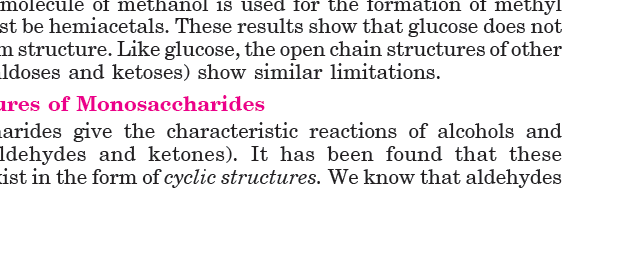 molecule of methanol is used for the formation of methyl
st be hemiacetals. These results show that glucose does not
structure. Like glucose, the open chain structures of other
ldoses and ketoses) show similar limitations.
ures of Monosaccharides
arides give the characteristic reactions of alcohols and
ldehydes and ketones). It has been found that these
ist in the form of cyclic structures. We know that aldehydes